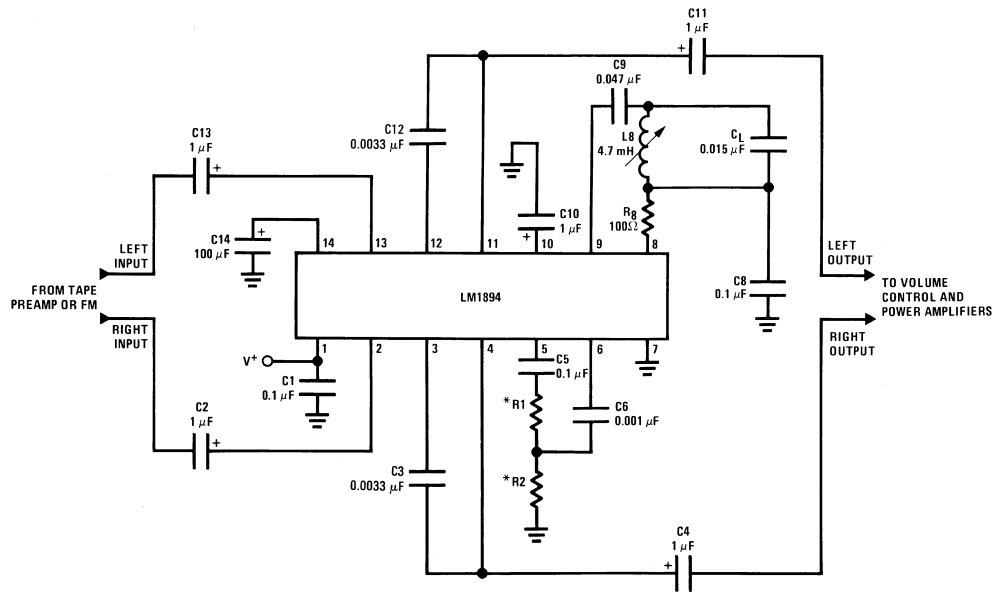 C11
1 μF
+
C9
0.047 μF
C12
0.0033 μF
L8
4.7 mH
CL
0.015 μF
C13
1 μF
+
C10
1 μF
+
R8
100Ω
C14
100 μF
+
14
13
12
11
10
9
8
LEFT
INPUT
LEFT
OUTPUT
C8
0.1 μF
FROM TAPE
PREAMP OR FM
LM1894
TO VOLUME
CONTROL AND
POWER AMPLIFIERS
RIGHT
INPUT
RIGHT
OUTPUT
1
2
3
4
5
6
7
V+
C1
0.1 μF
C5
0.1 μF
*R1
C6
0.001 μF
C2
1 μF
+
C3
0.0033 μF
*R2
C4
1 μF
+